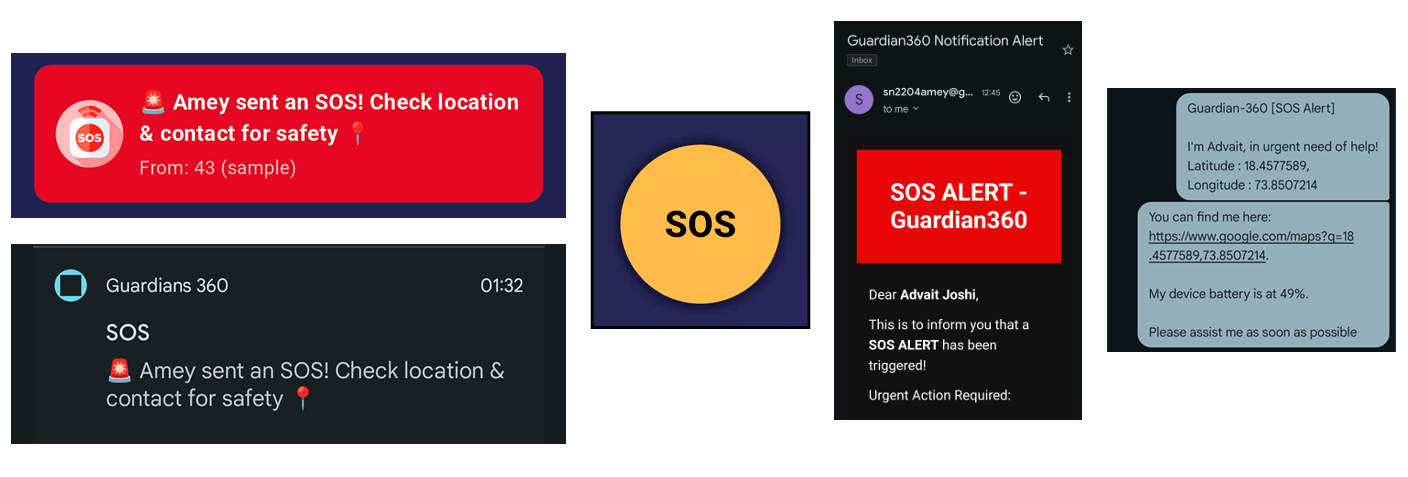 SOS
🚨 Amey sent an SOS! Check location
& contact for safety 📍
From: 43 (sample)
Guardians 360
01:32
SOS
🚨 Amey sent an SOS! Check location &
contact for safety 📍
SOS
Guardian360 Notification Alert
Inbox
S
sn2204amey@g...
12:45
to me
SOS ALERT -
Guardian360
Dear Advait Joshi,
This is to inform you that a
SOS ALERT has been
triggered!
Urgent Action Required:
Guardian-360 [SOS Alert]
I'm Advait, in urgent need of help!
Latitude : 18.4577589,
Longitude : 73.8507214
You can find me here:
https://www.google.com/maps?q=18
.4577589,73.8507214.
My device battery is at 49%.
Please assist me as soon as possible